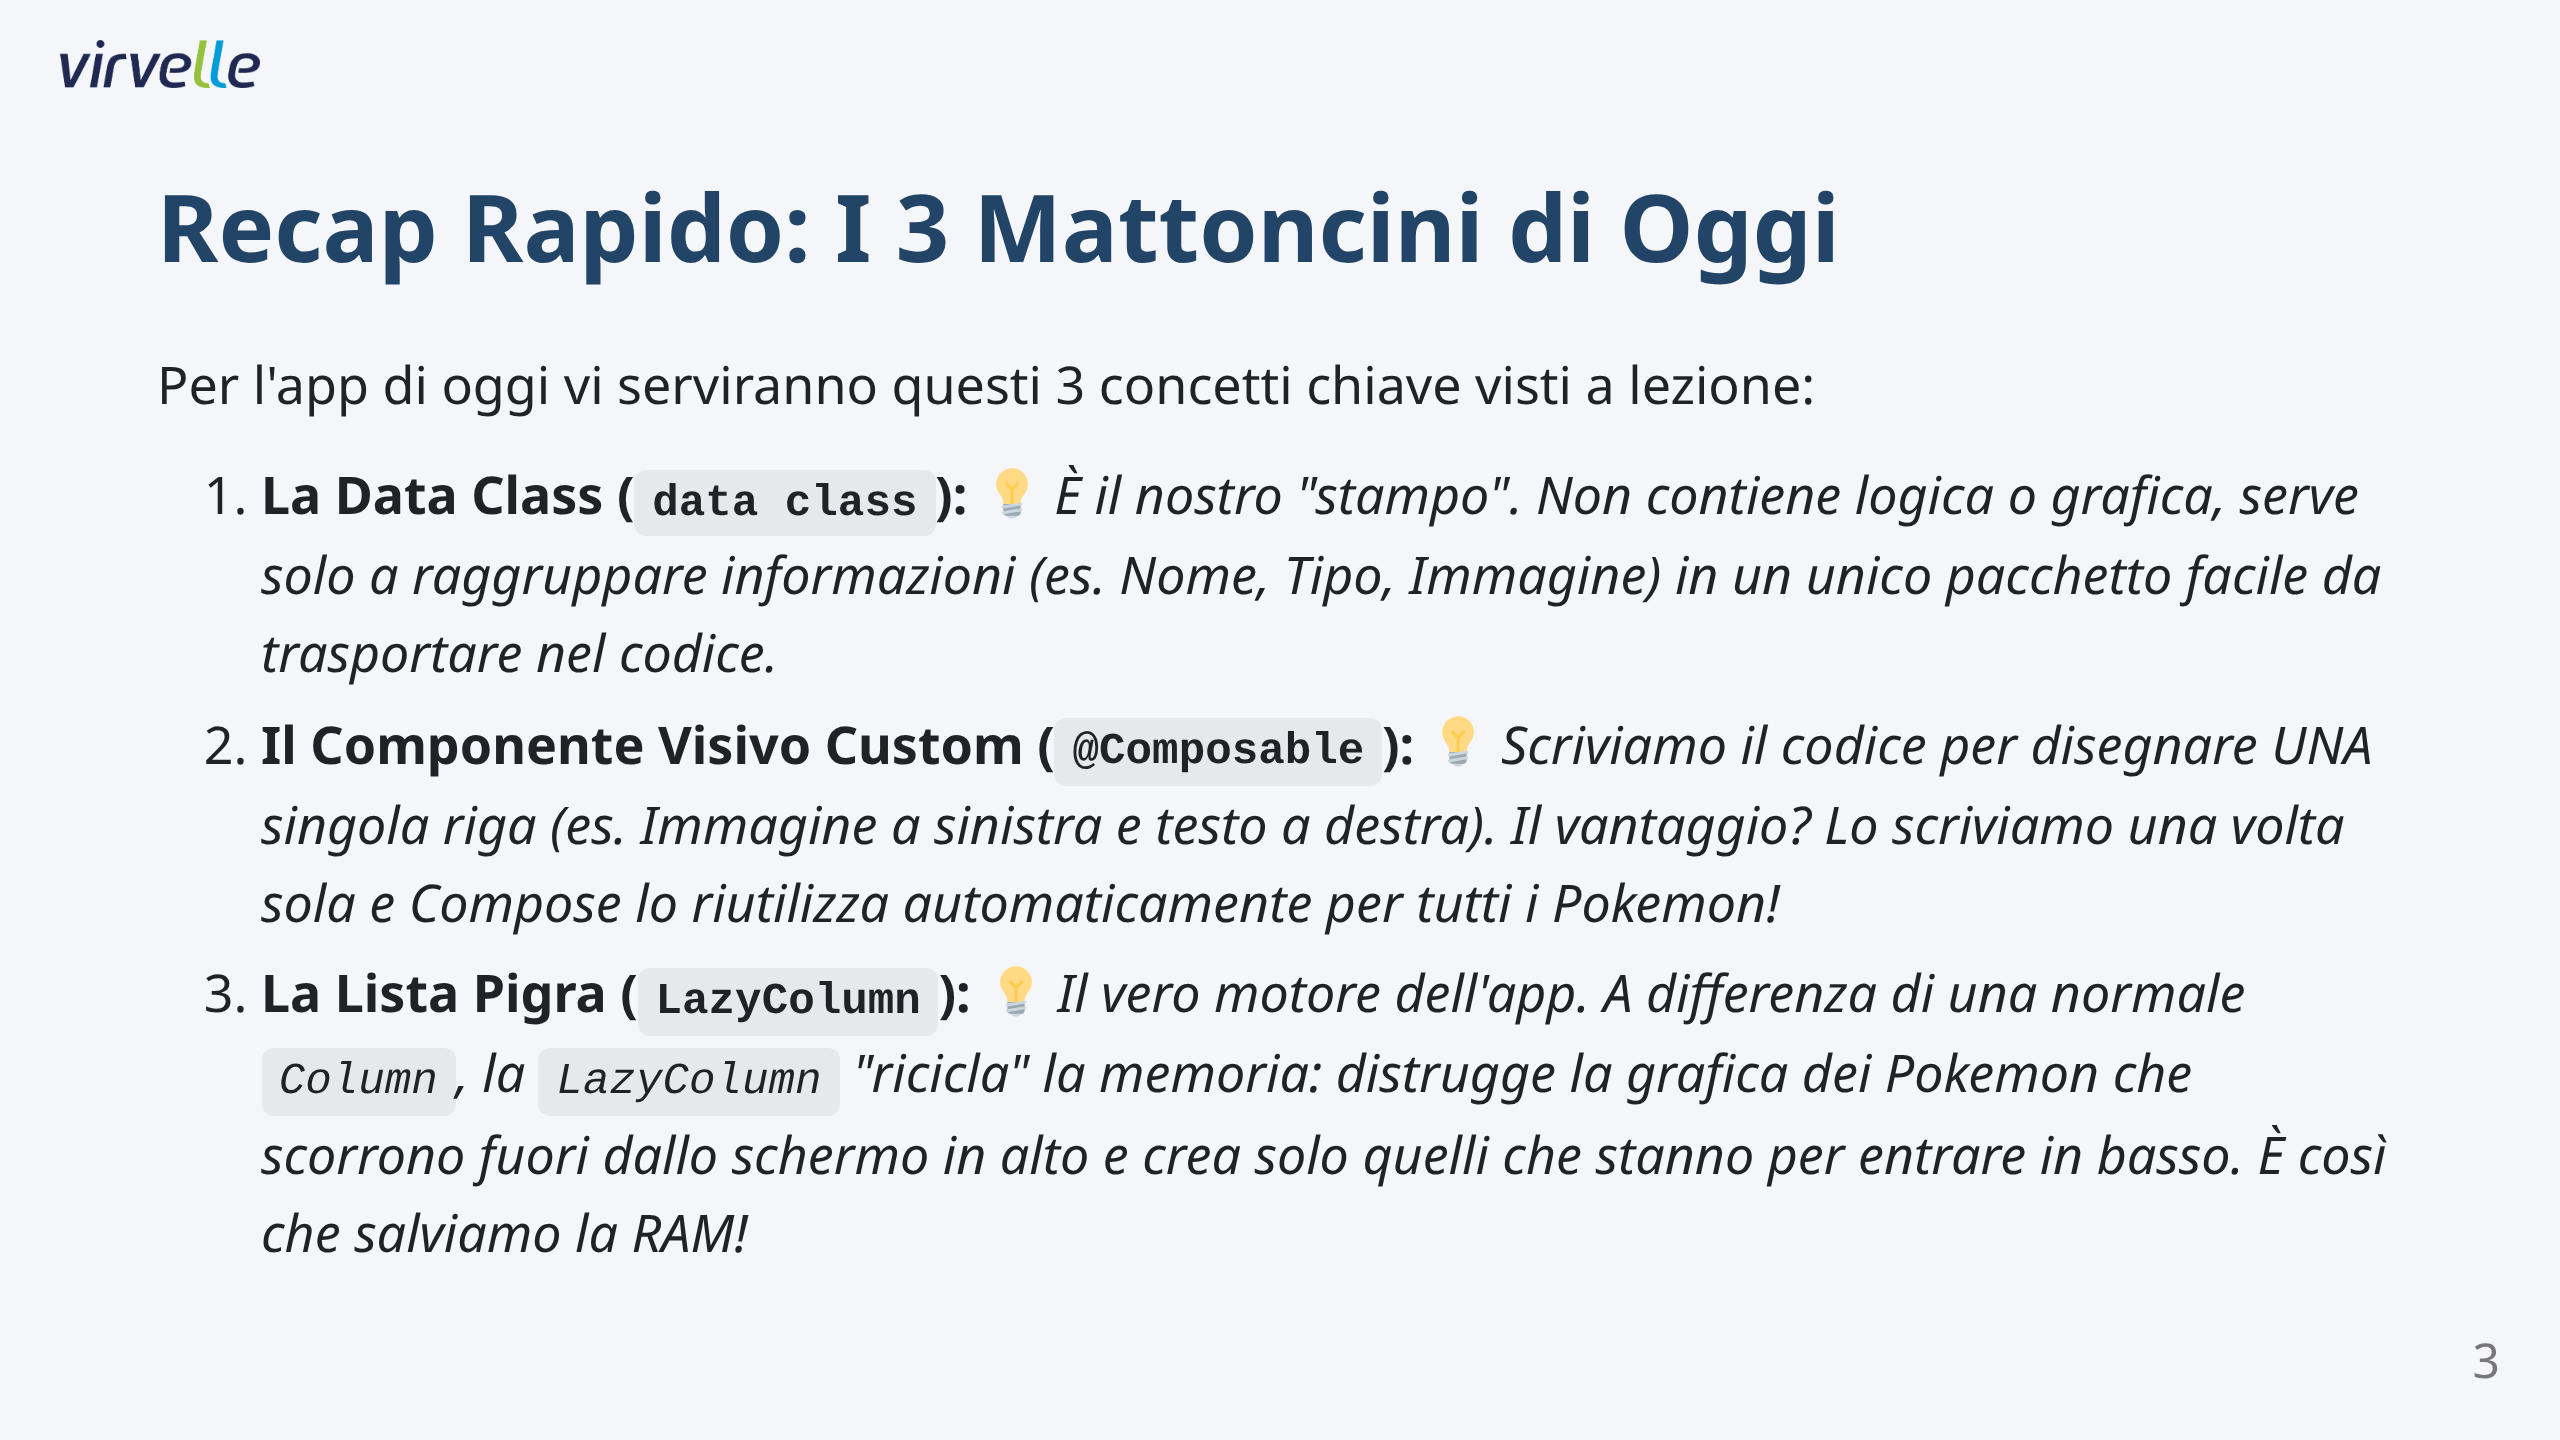 virvelle
Recap Rapido: I 3 Mattoncini di Oggi
Per l'app di oggi vi serviranno questi 3 concetti chiave visti a lezione:
1. La Data Class ( data class ): 💡 È il nostro "stampo". Non contiene logica o grafica, serve
solo a raggruppare informazioni (es. Nome, Tipo, Immagine) in un unico pacchetto facile da
trasportare nel codice.
2. Il Componente Visivo Custom ( @Composable ): 💡 Scriviamo il codice per disegnare UNA
singola riga (es. Immagine a sinistra e testo a destra). Il vantaggio? Lo scriviamo una volta
sola e Compose lo riutilizza automaticamente per tutti i Pokemon!
3. La Lista Pigra ( LazyColumn ): 💡 Il vero motore dell'app. A differenza di una normale
Column , la LazyColumn "ricicla" la memoria: distrugge la grafica dei Pokemon che
scorrono fuori dallo schermo in alto e crea solo quelli che stanno per entrare in basso. È così
che salviamo la RAM!
3